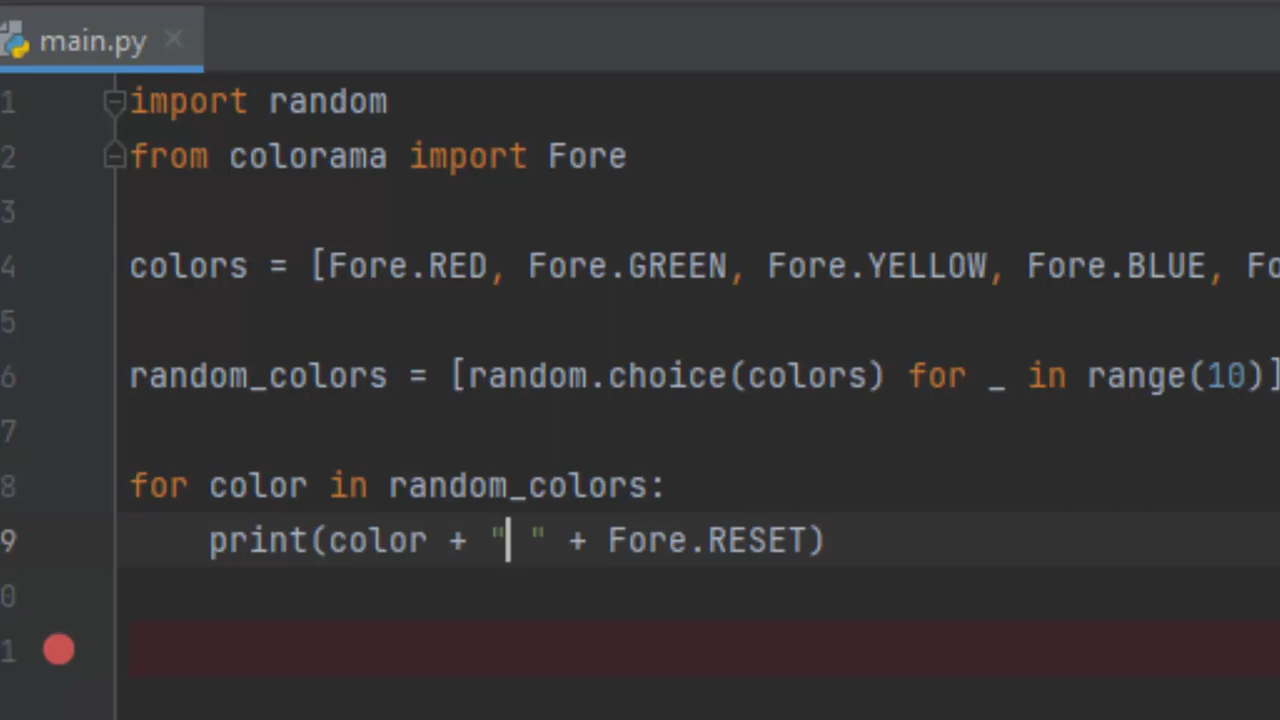 main.py
1 import random
2 from colorama import Fore
3
4 colors = [Fore.RED, Fore.GREEN, Fore.YELLOW, Fore.BLUE, Fo
5
6 random_colors = [random.choice(colors) for _ in range(10)]
7
8 for color in random_colors:
9     print(color + " " + Fore.RESET)
0
1